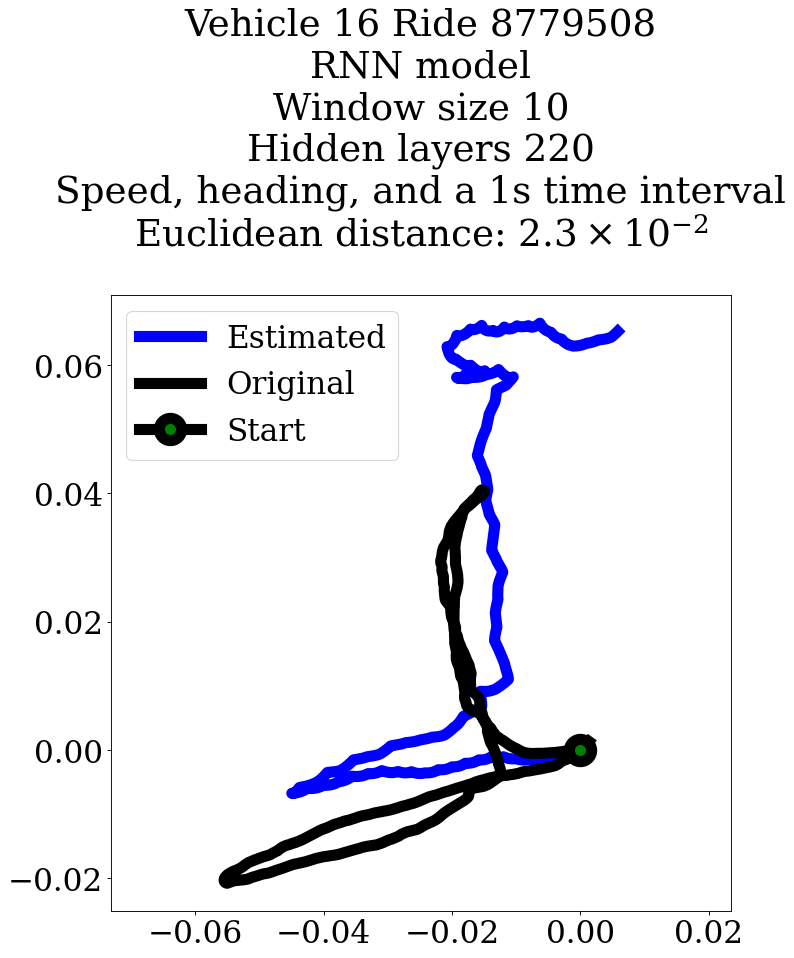 Vehicle 16 Ride 8779508
RNN model
Window size 10
Hidden layers 220
Speed, heading, and a 1s time interval
Euclidean distance: 2.3 × 10⁻²
Estimated
Original
Start
0.06
0.04
0.02
0.00
−0.02
−0.06
−0.04
−0.02
0.00
0.02